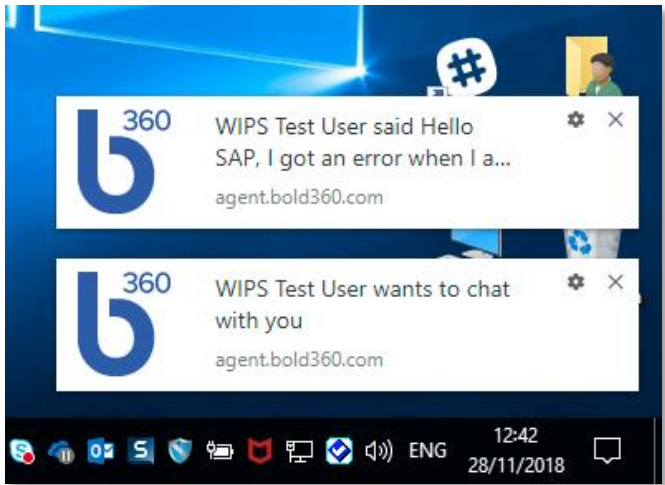 b 360
WIPS Test User said Hello
SAP, I got an error when I a...
agent.bold360.com
b 360
WIPS Test User wants to chat
with you
agent.bold360.com
ENG
12:42
28/11/2018